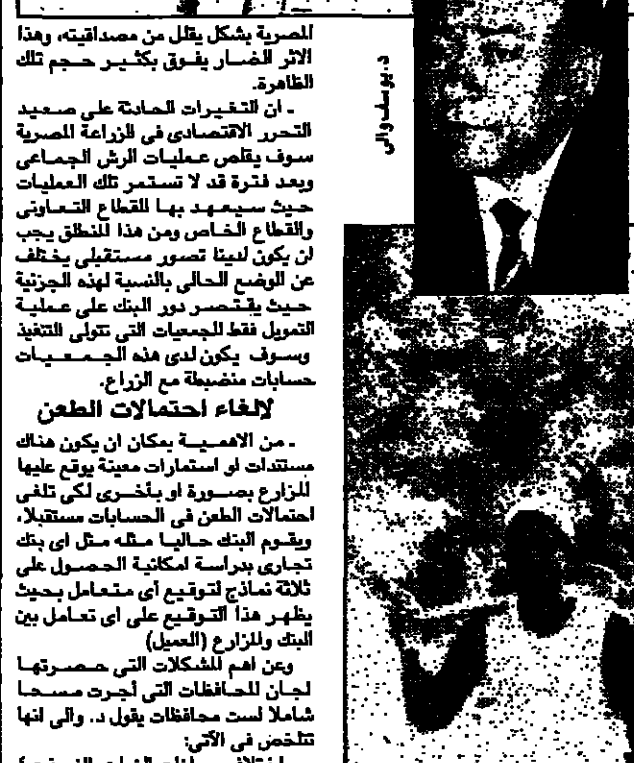 المصرية بشكل يقلل من مصداقيته، وهذا
الاثر الضار يفوق بكثير حجم تلك
الظاهرة.
ـ ان التغيرات الحادثة على صعيد
التحرر الاقتصادى فى الزراعة المصرية
سوف يقلص عمليات الرش الجماعى
وبعد فترة قد لا تستمر تلك العمليات
حيث سيعهد بها للقطاع التعاونى
والقطاع الخاص ومن هذا المنطلق يجب
ان يكون لدينا تصور مستقبلى يختلف
عن الوضع الحالى بالنسبة لهذه الجزئية
حيث يقتصر دور البنك على عملية
التمويل فقط للجمعيات التى تتولى التنفيذ
وسوف يكون لدى هذه الجمعيات
حسابات منضبطة مع الزراع.
لالغاء احتمالات الطعن
ـ من الاهمية بمكان ان يكون هناك
مستندات او استمارات معينة يوقع عليها
المزارع بصورة او بأخرى لكى تلغى
احتمالات الطعن فى الحسابات مستقبلا،
ويقوم البنك حاليا مثله مثل اى بنك
تجارى بدراسة امكانية الحصول على
ثلاثة نماذج لتوقيع أى متعامل بحيث
يظهر هذا التوقيع على اى تعامل بين
البنك والمزارع (العميل)
وعن اهم المشكلات التى حصرتها
لجان المحافظات التى أجرت مسحا
شاملا لست محافظات يقول د. والى انها
تتلخص فى الآتى:
د. يوسف والى